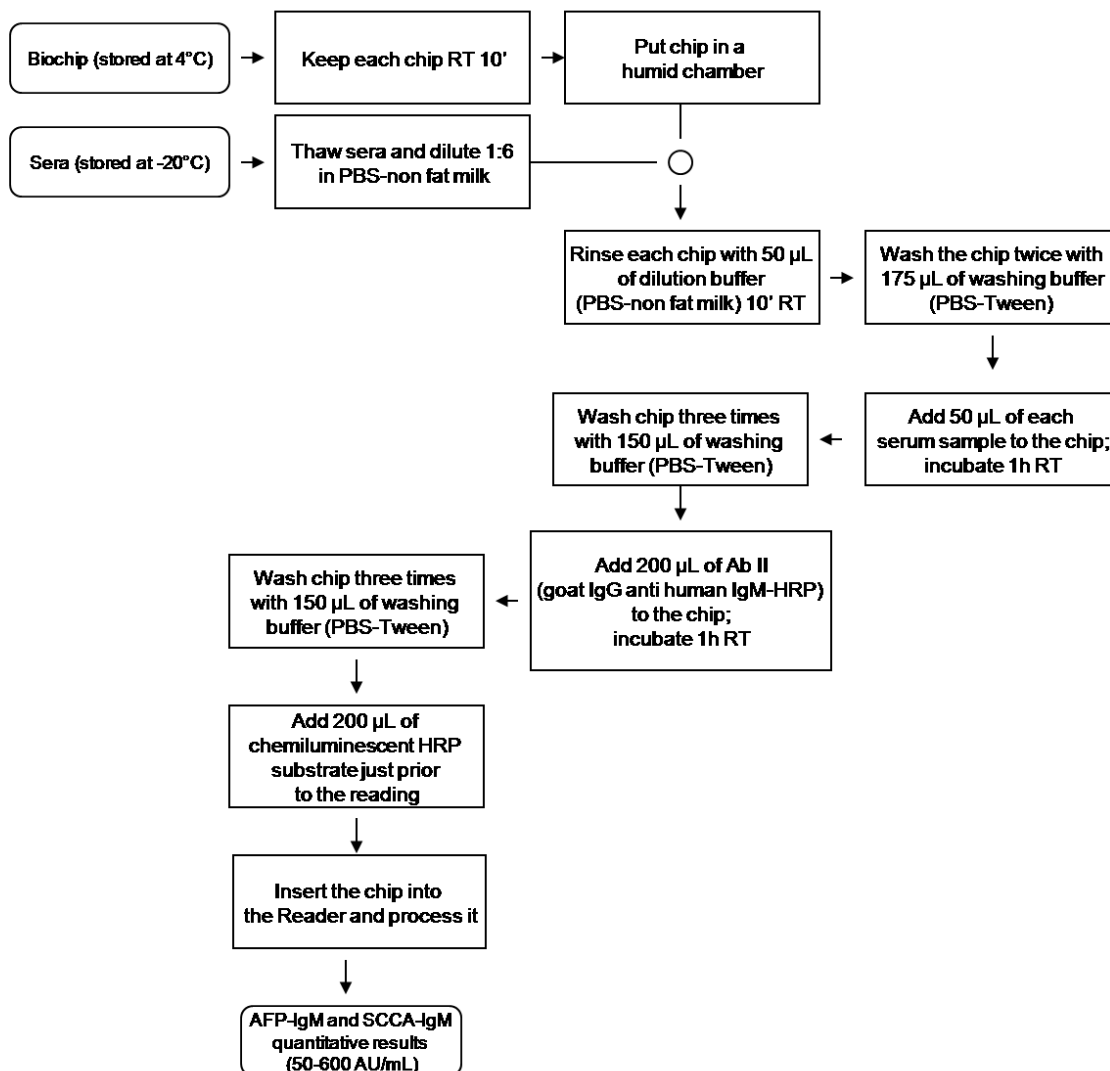 Biochip (stored at 4°C)
Keep each chip RT 10'
Put chip in a
humid chamber
Sera (stored at -20°C)
Thaw sera and dilute 1:6
in PBS-non fat milk
Rinse each chip with 50 µL
of dilution buffer
(PBS-non fat milk) 10' RT
Wash the chip twice with
175 µL of washing buffer
(PBS-Tween)
Add 50 µL of each
serum sample to the chip;
incubate 1h RT
Wash chip three times
with 150 µL of washing
buffer (PBS-Tween)
Add 200 µL of Ab II
(goat IgG anti human IgM-HRP)
to the chip;
incubate 1h RT
Wash chip three times
with 150 µL of washing
buffer (PBS-Tween)
Add 200 µL of
chemiluminescent HRP
substrate just prior
to the reading
Insert the chip into
the Reader and process it
AFP-IgM and SCCA-IgM
quantitative results
(50-600 AU/mL)